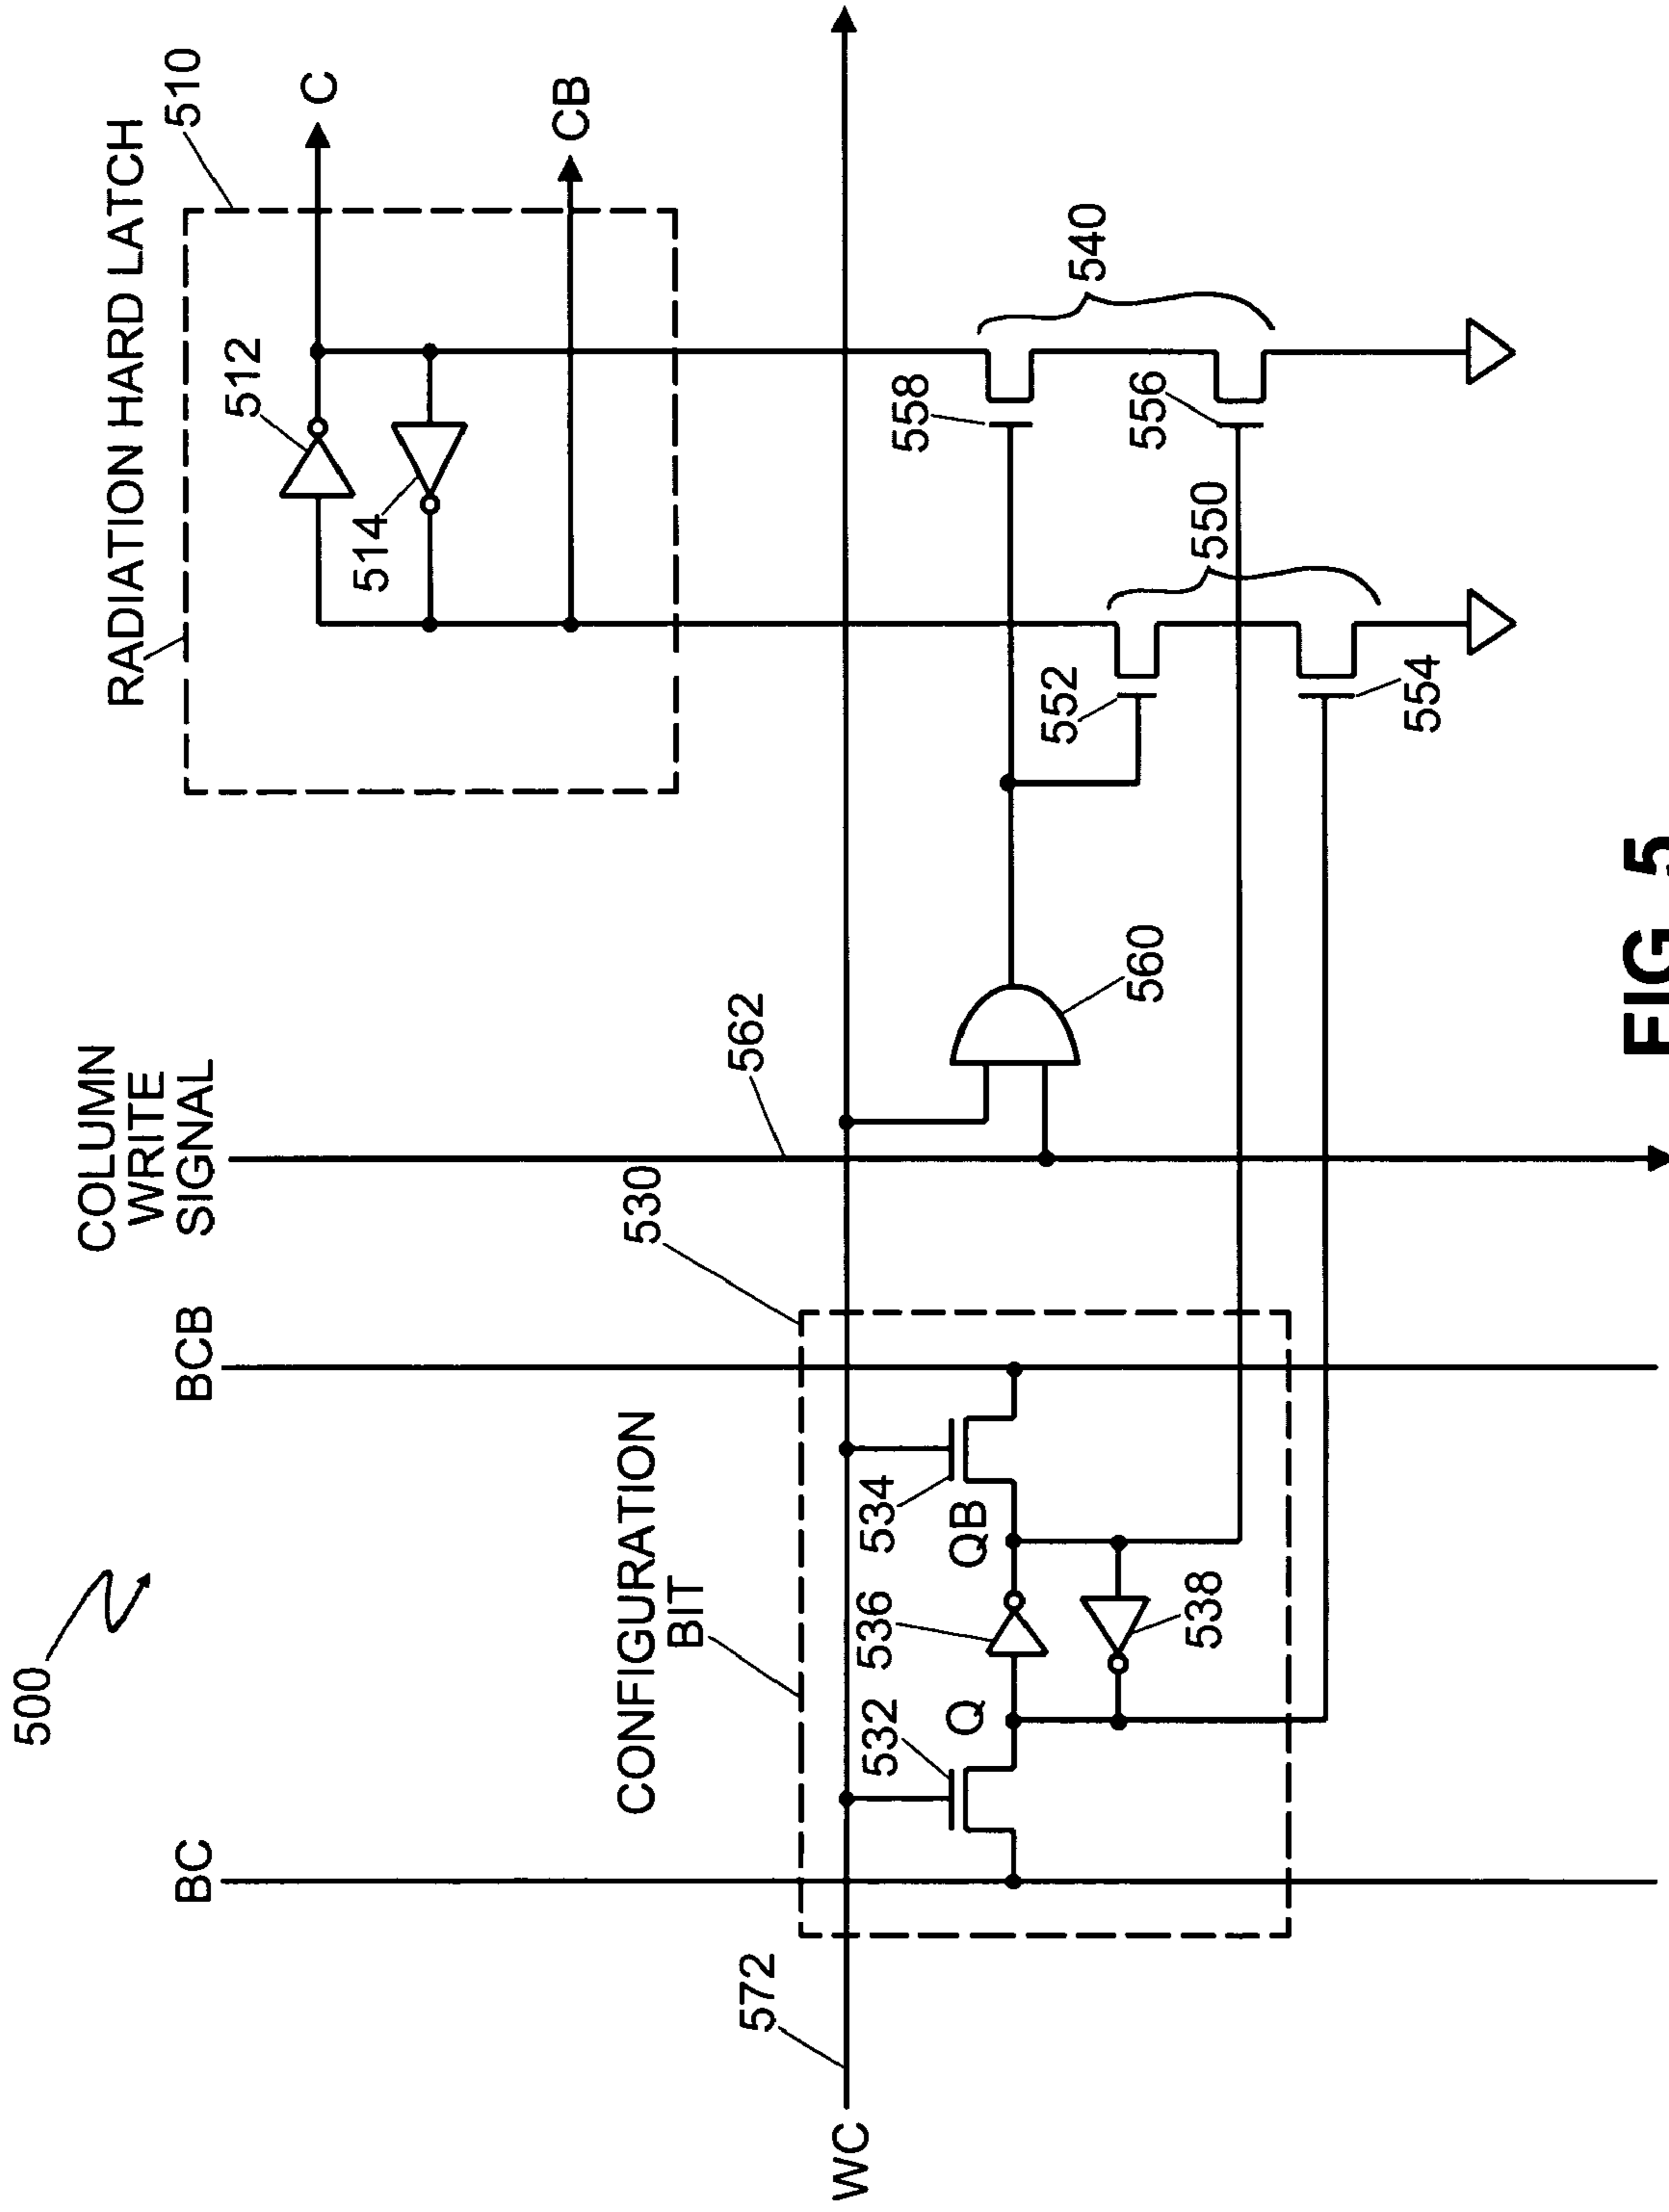 500
BC
BCB
COLUMN
WRITE
SIGNAL
RADIATION HARD LATCH
510
512
C
514
CB
CONFIGURATION
BIT
530
562
572
WC
532
Q
536
QB
534
538
560
558
540
552
550
556
554
FIG. 5